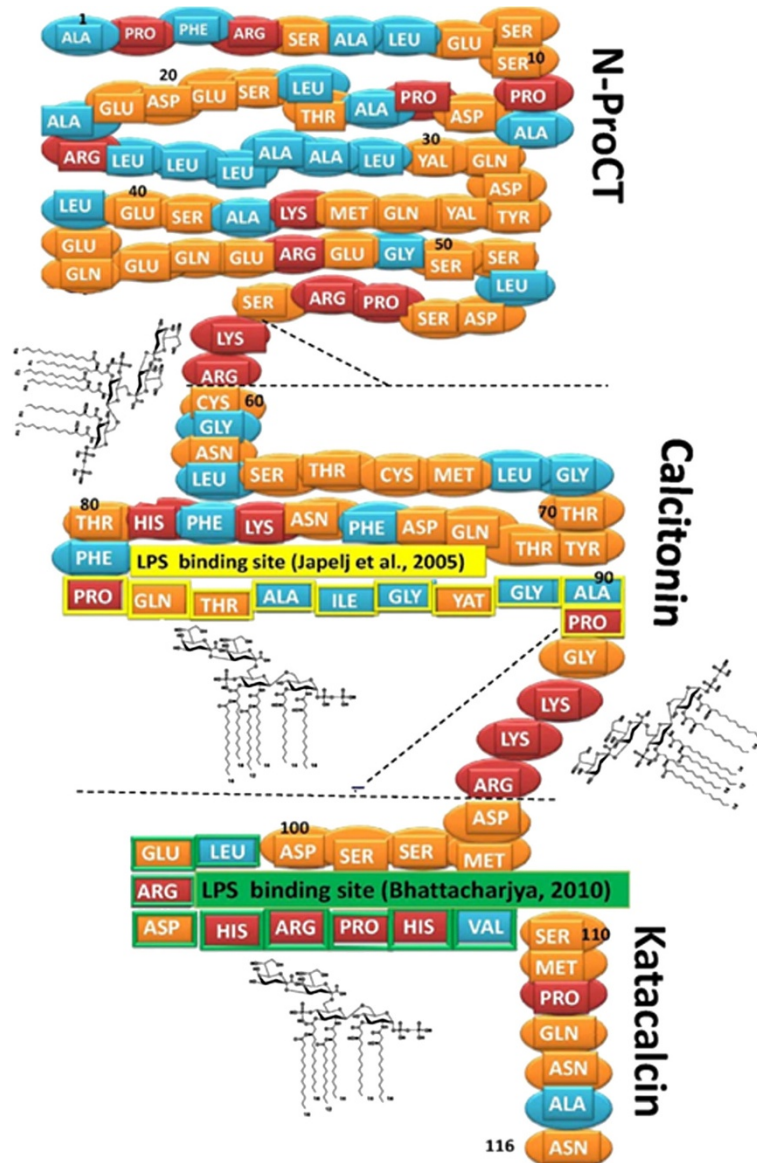 1
ALA PRO PHE ARG SER ALA LEU GLU SER
SER 10
20
ALA GLU ASP GLU SER LEU THR ALA PRO ASP PRO
ALA
30
ARG LEU LEU LEU ALA ALA LEU YAL GLN
ASP
40
LEU GLU SER ALA LYS MET GLN YAL TYR
GLU
50
GLN GLU GLN GLU ARG GLU GLY SER SER
LEU
SER ARG PRO SER ASP
LYS
ARG
N-ProCT
CYS 60
GLY
ASN
LEU SER THR CYS MET LEU GLY
80
70
THR HIS PHE LYS ASN PHE ASP GLN THR TYR THR
PHE LPS binding site (Japelj et al., 2005)
90
PRO GLN THR ALA ILE GLY YAT GLY ALA
PRO
GLY
LYS
LYS
ARG
Calcitonin
ASP
100
GLU LEU ASP SER SER MET
ARG LPS binding site (Bhattacharjya, 2010)
ASP HIS ARG PRO HIS VAL
SER 110
MET
PRO
GLN
ASN
ALA
116 ASN
Katacalcin